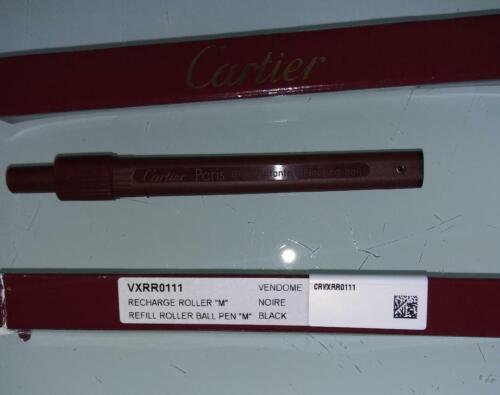 Cartier
Cartier Paris
VXRR0111 VENDOME CRVXRR0111
RECHARGE ROLLER "M" NOIRE
REFILL ROLLER BALL PEN "M" BLACK